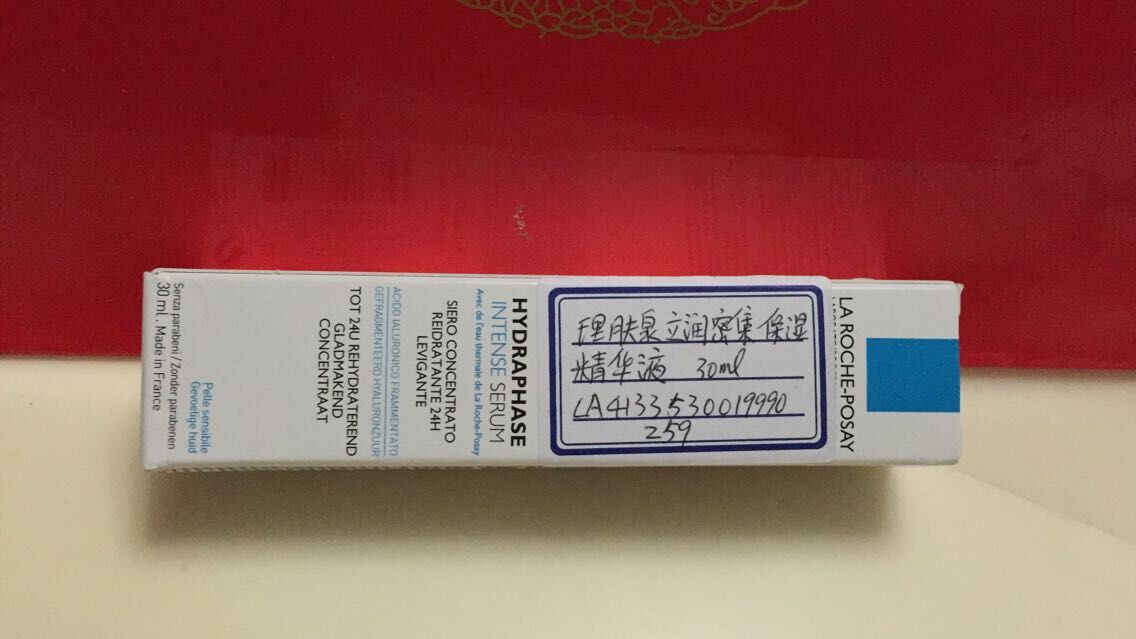 LA ROCHE-POSAY
理肤泉立润密集保湿
精华液 30ml
LA4133530019990
259
HYDRAPHASE
INTENSE SERUM
Avec de l'eau thermale de La Roche-Posay
SIERO CONCENTRATO
REIDRATANTE 24H
LEVIGANTE
ACIDO IALURONICO FRAMMENTATO
GEFRAGMENTEERD HYALURONZUUR
TOT 24U REHYDRATEREND
GLADMAKEND
CONCENTRAAT
Pelle sensibile
Gevoelige huid
Senza parabeni / Zonder parabenen
30 ml. Made in France